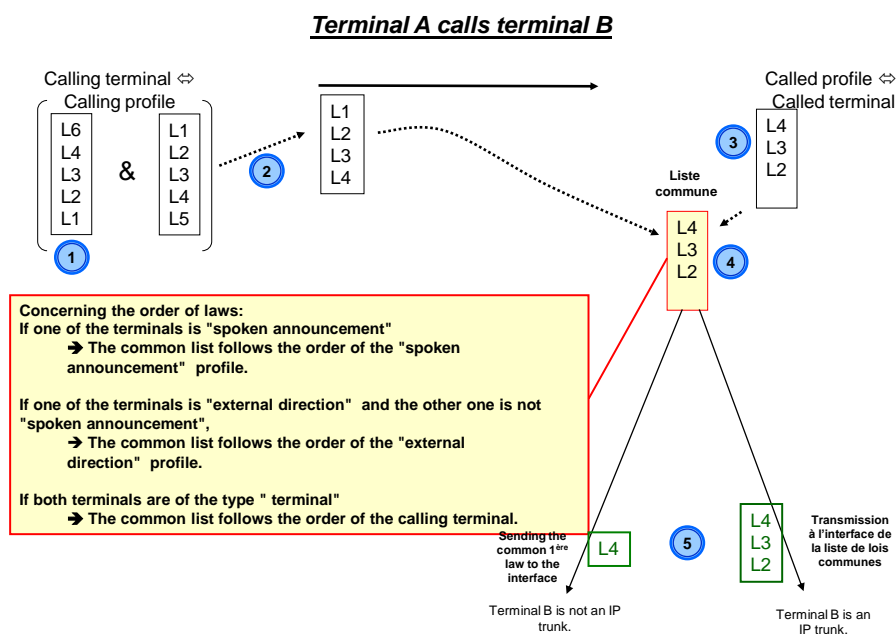 Terminal A calls terminal B
Calling terminal ⬄
Calling profile
L6
L4
L3
L2
L1
&
L1
L2
L3
L4
L5
1
2
L1
L2
L3
L4
Called profile ⬄
Called terminal
3
L4
L3
L2
Liste
commune
L4
L3
L2
4
Concerning the order of laws:
If one of the terminals is "spoken announcement"
➔ The common list follows the order of the "spoken
announcement" profile.
If one of the terminals is "external direction" and the other one is not
"spoken announcement",
➔ The common list follows the order of the "external
direction" profile.
If both terminals are of the type " terminal"
➔ The common list follows the order of the calling terminal.
Sending the
common 1ère
law to the
interface
L4
5
L4
L3
L2
Transmission
à l'interface de
la liste de lois
communes
Terminal B is not an IP
trunk.
Terminal B is an
IP trunk.